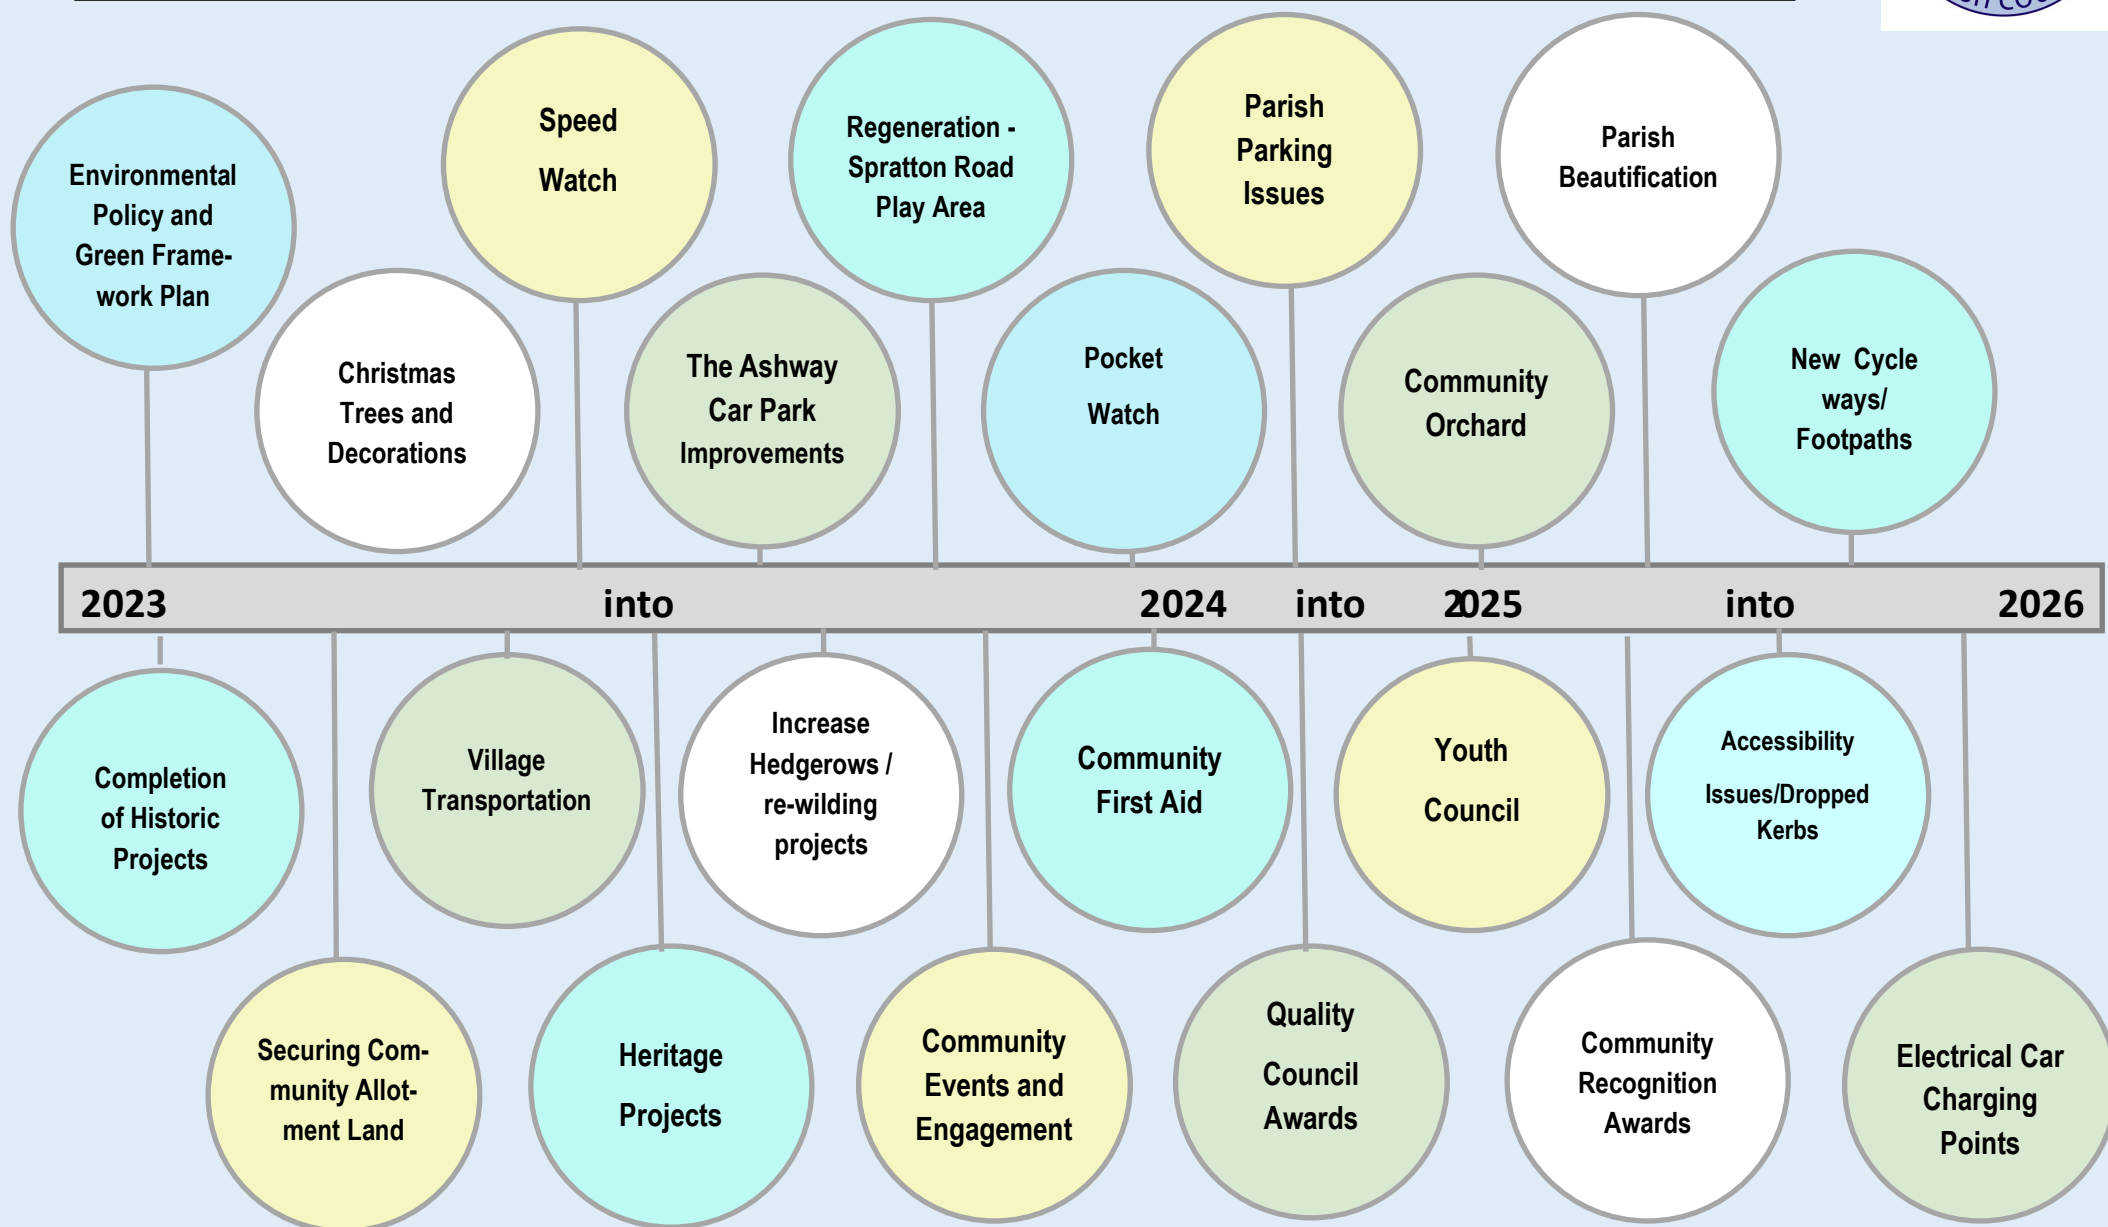 Environmental
Policy and
Green Frame-
work Plan
Christmas
Trees and
Decorations
Speed
Watch
The Ashway
Car Park
Improvements
Regeneration -
Spratton Road
Play Area
Pocket
Watch
Parish
Parking
Issues
Community
Orchard
Parish
Beautification
New Cycle
ways/
Footpaths
2023 into 2024 into 2025 into 2026
Completion
of Historic
Projects
Securing Com-
munity Allot-
ment Land
Village
Transportation
Heritage
Projects
Increase
Hedgerows /
re-wilding
projects
Community
Events and
Engagement
Community
First Aid
Quality
Council
Awards
Youth
Council
Community
Recognition
Awards
Accessibility
Issues/Dropped
Kerbs
Electrical Car
Charging
Points